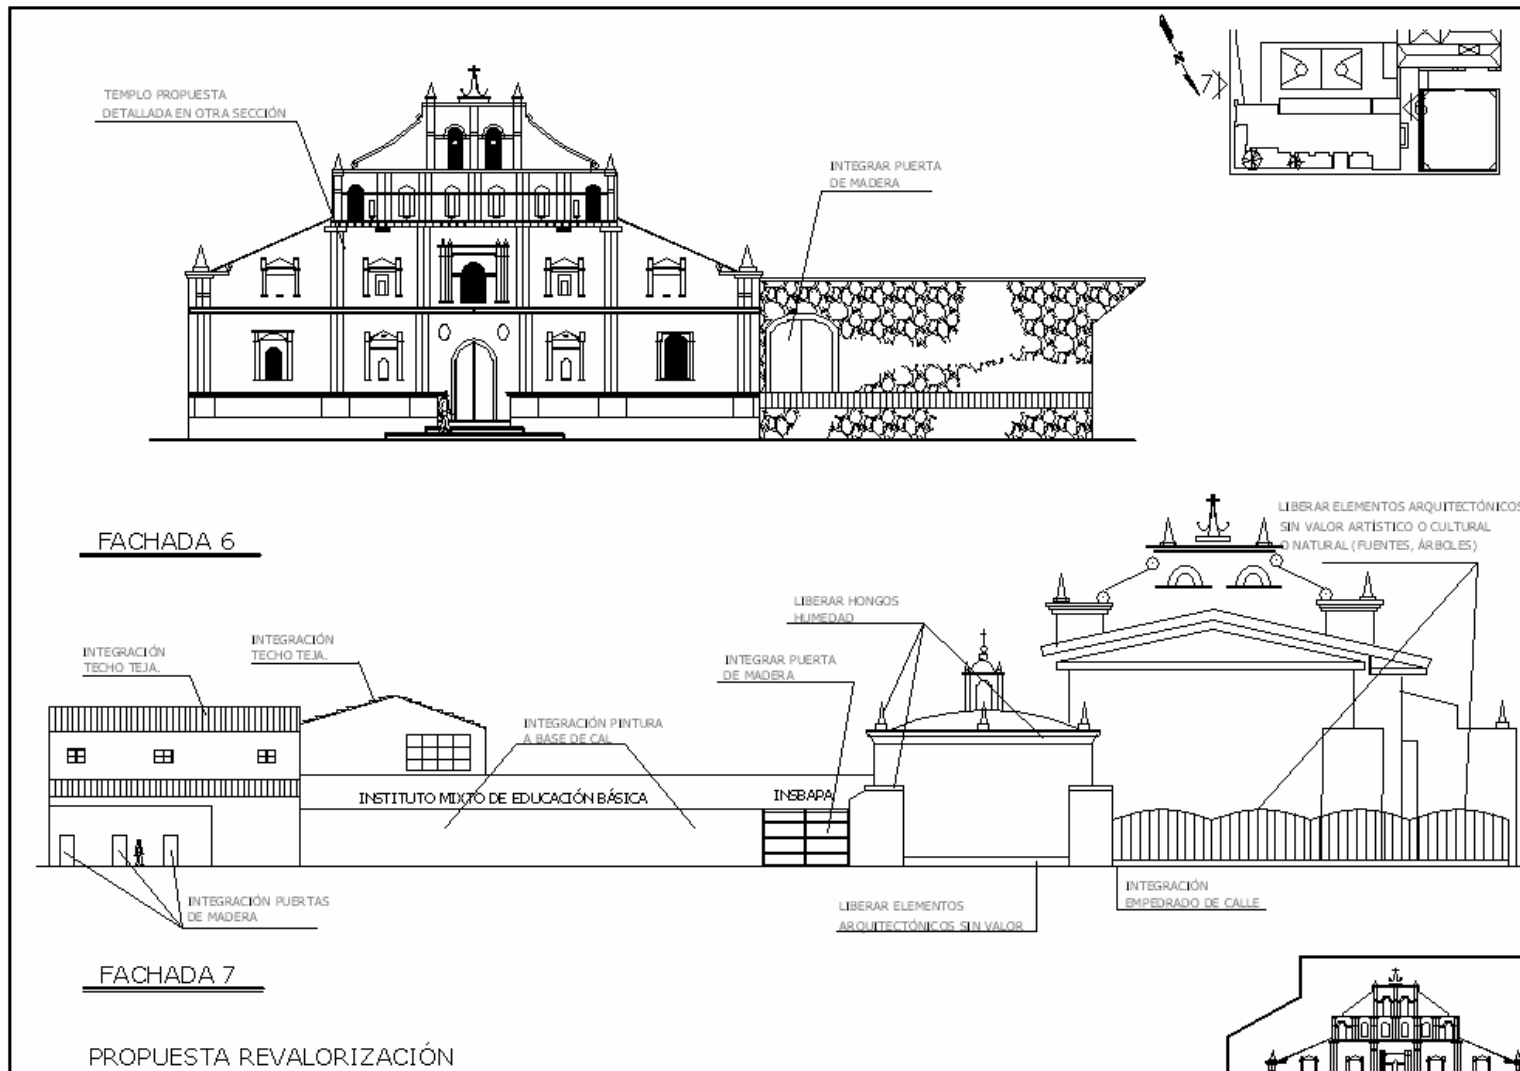 TEMPLO PROPUESTA
DETALLADA EN OTRA SECCIÓN
INTEGRAR PUERTA
DE MADERA
7
6
FACHADA 6
LIBERAR ELEMENTOS ARQUITECTÓNICOS
SIN VALOR ARTÍSTICO O CULTURAL
O NATURAL (FUENTES, ÁRBOLES)
LIBERAR HONGOS
HUMEDAD
INTEGRACIÓN
TECHO TEJA.
INTEGRACIÓN
TECHO TEJA.
INTEGRAR PUERTA
DE MADERA
INTEGRACIÓN PINTURA
A BASE DE CAL
INSTITUTO MIXTO DE EDUCACIÓN BÁSICA
INSBAPA
INTEGRACIÓN PUERTAS
DE MADERA
LIBERAR ELEMENTOS
ARQUITECTÓNICOS SIN VALOR
INTEGRACIÓN
EMPEDRADO DE CALLE
FACHADA 7
PROPUESTA REVALORIZACIÓN